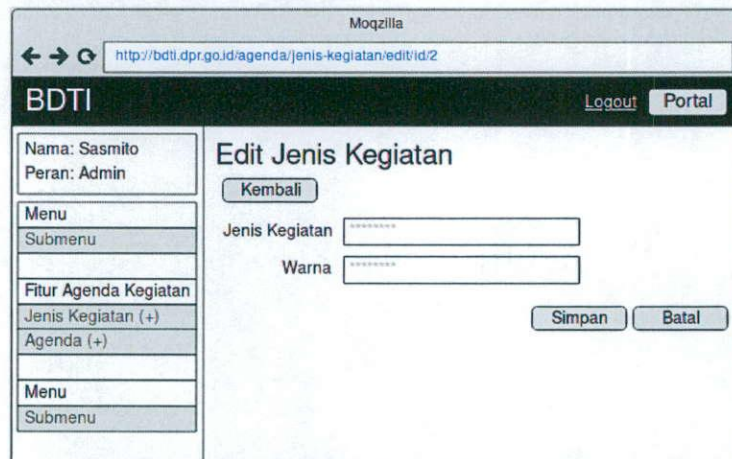 Moqzilla
http://bdti.dpr.go.id/agenda/jenis-kegiatan/edit/id/2
BDTI
Logout
Portal
Nama: Sasmito
Peran: Admin
Menu
Submenu
Fitur Agenda Kegiatan
Jenis Kegiatan (+)
Agenda (+)
Menu
Submenu
Edit Jenis Kegiatan
Kembali
Jenis Kegiatan ********
Warna ********
Simpan
Batal